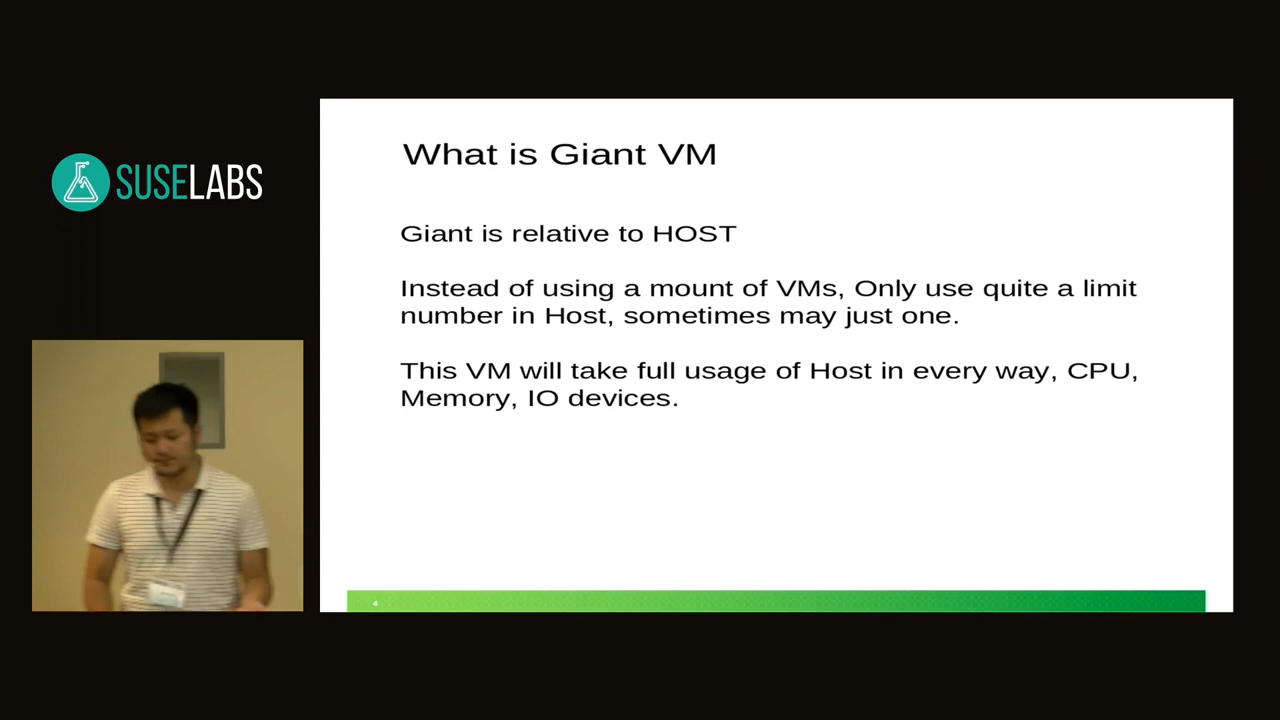 SUSELABS
What is Giant VM
Giant is relative to HOST
Instead of using a mount of VMs, Only use quite a limit
number in Host, sometimes may just one.
This VM will take full usage of Host in every way, CPU,
Memory, IO devices.
4